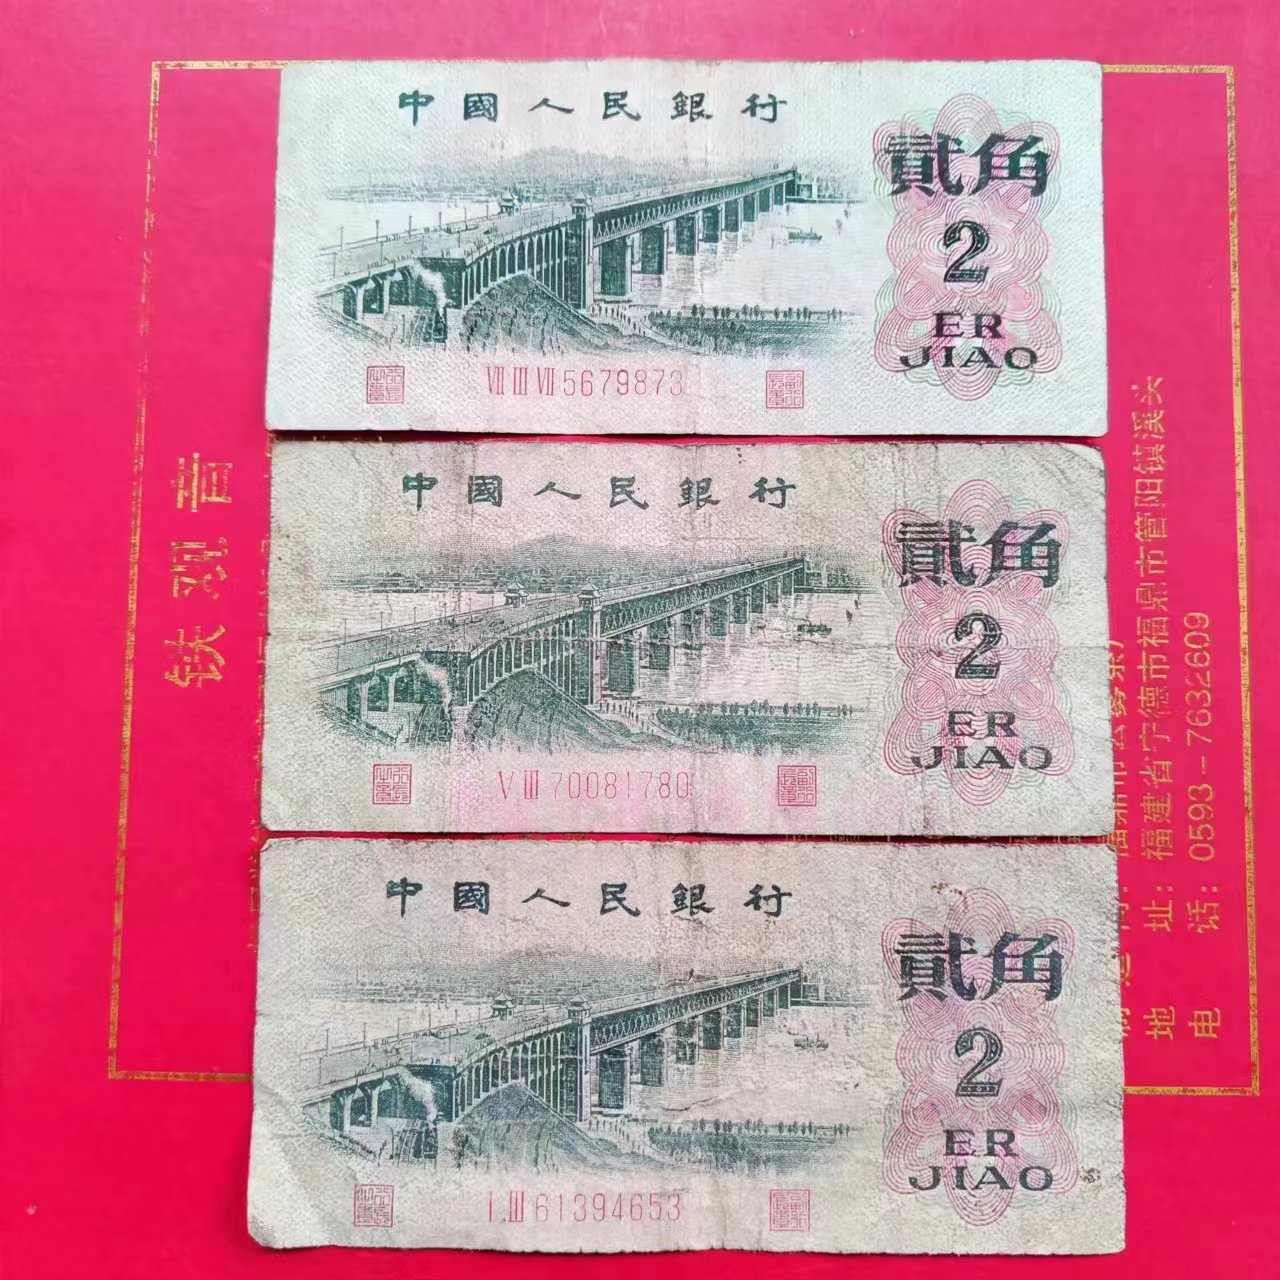 中國人民銀行
貳角
2
ER
JIAO
VII III VII 5679873
中國人民銀行
貳角
2
ER
JIAO
V III 70081780
中國人民銀行
貳角
2
ER
JIAO
I III 61394653
铁观音
地址：福建省宁德市福鼎市管阳镇溪头
电话：0593-7632609